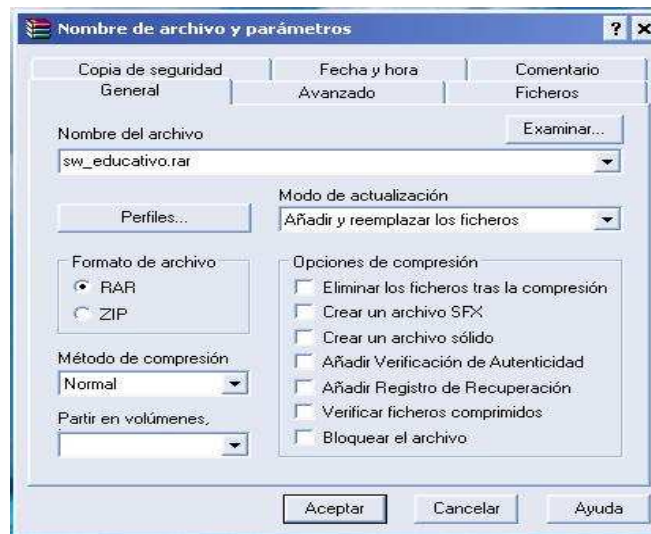 Nombre de archivo y parámetros
Copia de seguridad
Fecha y hora
Comentario
General
Avanzado
Ficheros
Nombre del archivo
Examinar...
sw_educativo.rar
Perfiles...
Modo de actualización
Añadir y reemplazar los ficheros
Formato de archivo
RAR
ZIP
Método de compresión
Normal
Partir en volúmenes,
Opciones de compresión
Eliminar los ficheros tras la compresión
Crear un archivo SFX
Crear un archivo sólido
Añadir Verificación de Autenticidad
Añadir Registro de Recuperación
Verificar ficheros comprimidos
Bloquear el archivo
Aceptar
Cancelar
Ayuda